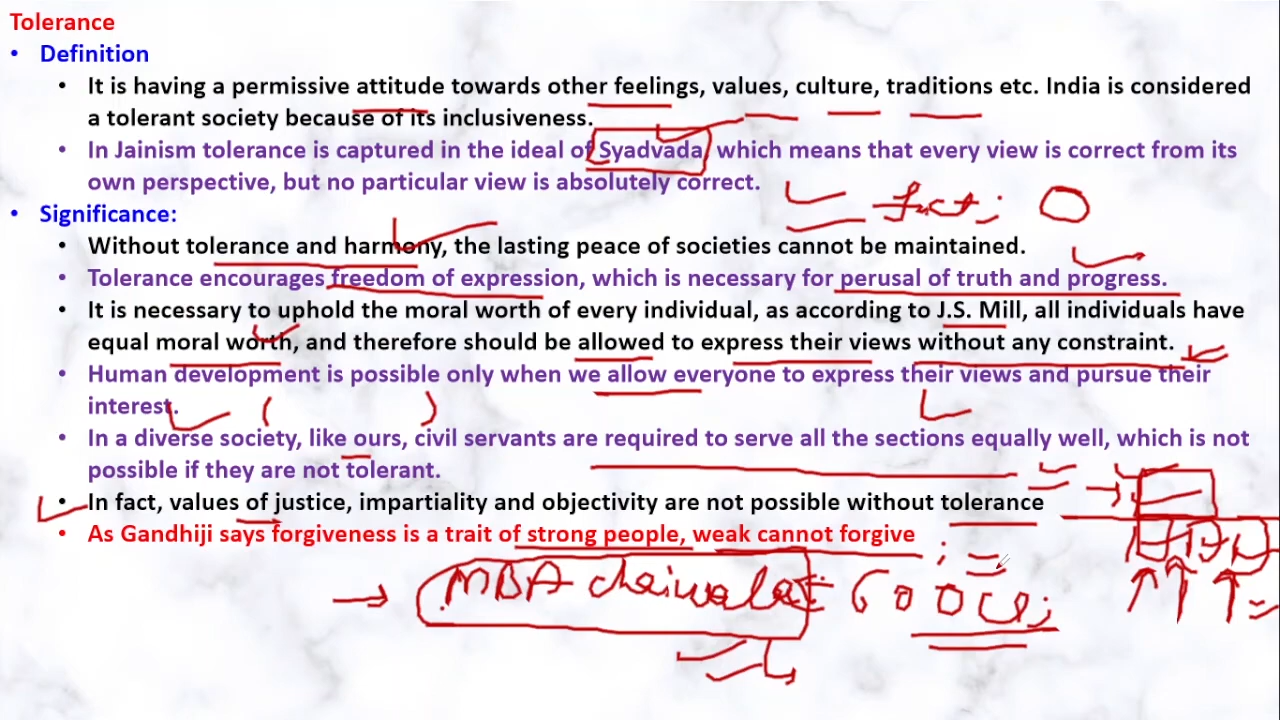 Tolerance
• Definition
• It is having a permissive attitude towards other feelings, values, culture, traditions etc. India is considered
a tolerant society because of its inclusiveness.
• In Jainism tolerance is captured in the ideal of Syadvada, which means that every view is correct from its
own perspective, but no particular view is absolutely correct.
fact;
• Significance:
• Without tolerance and harmony, the lasting peace of societies cannot be maintained.
• Tolerance encourages freedom of expression, which is necessary for perusal of truth and progress.
• It is necessary to uphold the moral worth of every individual, as according to J.S. Mill, all individuals have
equal moral worth, and therefore should be allowed to express their views without any constraint.
• Human development is possible only when we allow everyone to express their views and pursue their
interest.
• In a diverse society, like ours, civil servants are required to serve all the sections equally well, which is not
possible if they are not tolerant.
• In fact, values of justice, impartiality and objectivity are not possible without tolerance
• As Gandhiji says forgiveness is a trait of strong people, weak cannot forgive
MBA chaiwala